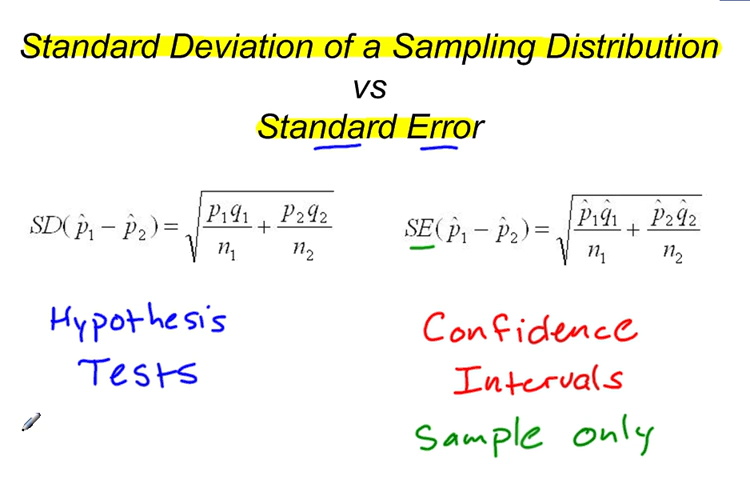 Standard Deviation of a Sampling Distribution
vs
Standard Error
SD(p̂₁ − p̂₂) = √(p₁q₁/n₁ + p₂q₂/n₂)
SE(p̂₁ − p̂₂) = √(p̂₁q̂₁/n₁ + p̂₂q̂₂/n₂)
Hypothesis
Tests
Confidence
Intervals
Sample only